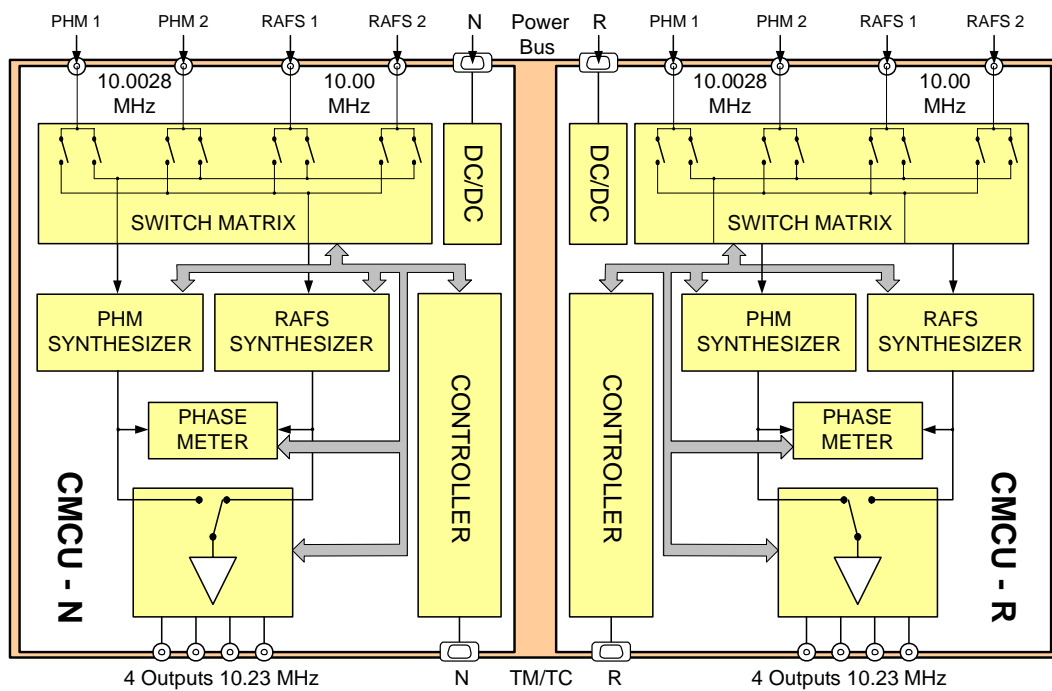 PHM 1 PHM 2 RAFS 1 RAFS 2 N Power R PHM 1 PHM 2 RAFS 1 RAFS 2
Bus
10.0028 10.00 10.0028 10.00
MHz MHz MHz MHz
DC/DC DC/DC
SWITCH MATRIX SWITCH MATRIX
PHM RAFS PHM RAFS
SYNTHESIZER SYNTHESIZER SYNTHESIZER SYNTHESIZER
PHASE PHASE
METER METER
CONTROLLER CONTROLLER
CMCU - N CMCU - R
4 Outputs 10.23 MHz N TM/TC R 4 Outputs 10.23 MHz